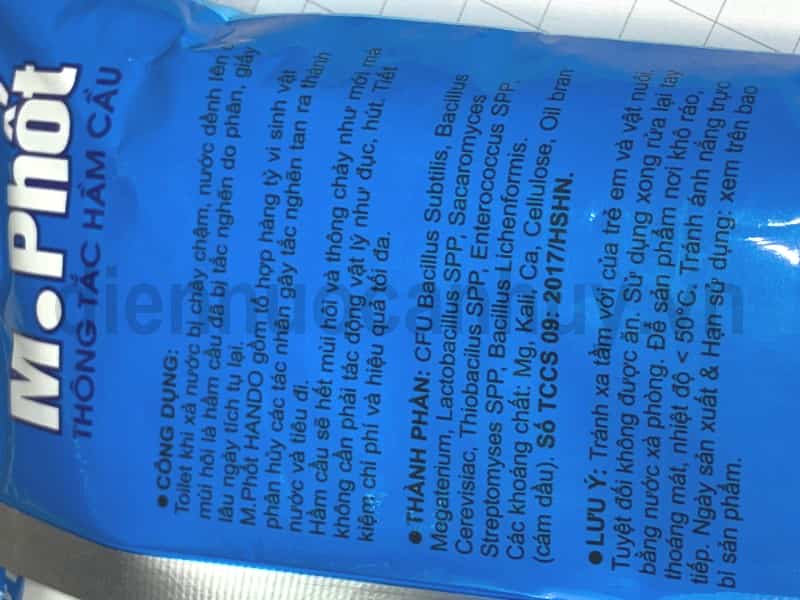 M.Phốt
THÔNG TẮC HẦM CẦU
● CÔNG DỤNG:
Toilet khi xả nước bị chảy chậm, nước dềnh lên
mùi hôi là hầm cầu đã bị tắc nghẽn do phân, giấy
lâu ngày tích tụ lại.
M.Phốt HANDO gồm tổ hợp hàng tỷ vi sinh vật
phân hủy các tác nhân gây tắc nghẽn tan ra thành
nước và tiêu đi.
Hầm cầu sẽ hết mùi hôi và thông chảy như mới mà
không cần phải tác động vật lý như đục, hút. Tiết
kiệm chi phí và hiệu quả tối đa.
● THÀNH PHẦN: CFU Bacillus Subtilis, Bacillus
Megaterium, Lactobacillus SPP, Sacaromyces
Cerevisiac, Thiobacilus SPP, Enterococcus SPP,
Streptomyses SPP, Bacillus Lichenformis.
Các khoáng chất: Mg, Kali, Ca, Cellulose, Oil bran
(cám dầu). Số TCCS 09: 2017/HSHN.
● LƯU Ý: Tránh xa tầm với của trẻ em và vật nuôi.
Tuyệt đối không được ăn. Sử dụng xong rửa lại tay
bằng nước xà phòng. Để sản phẩm nơi khô ráo,
thoáng mát, nhiệt độ < 50°C. Tránh ánh nắng trực
tiếp. Ngày sản xuất & Hạn sử dụng: xem trên bao
bì sản phẩm.
diennuocanhuy.vn